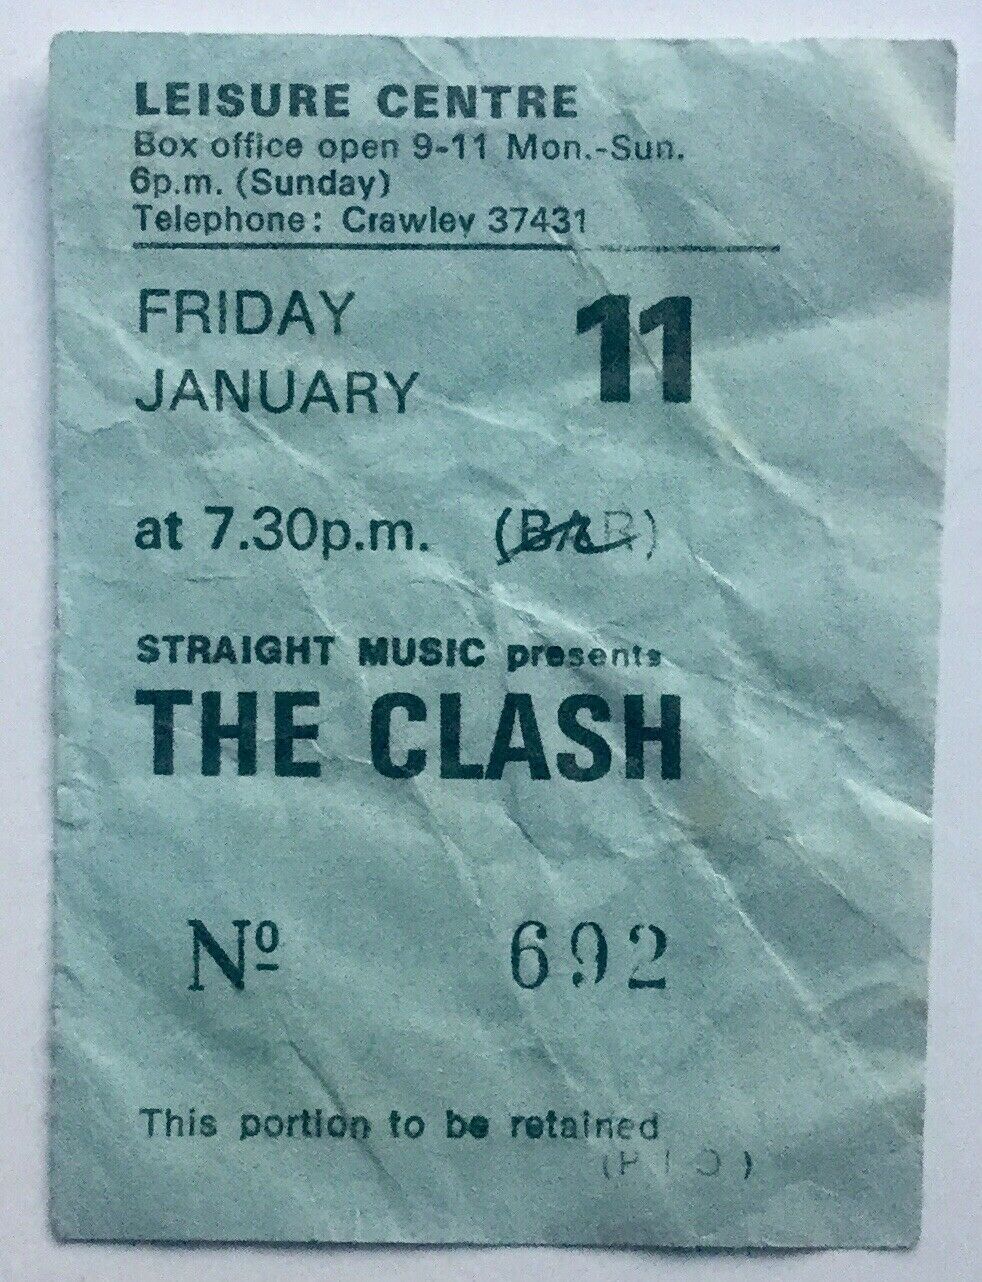 LEISURE CENTRE
Box office open 9-11 Mon.-Sun.
6p.m. (Sunday)
Telephone: Crawley 37431
FRIDAY 11
JANUARY
at 7.30p.m. (BAR)
STRAIGHT MUSIC presents
THE CLASH
Nº 692
This portion to be retained
(P T O)